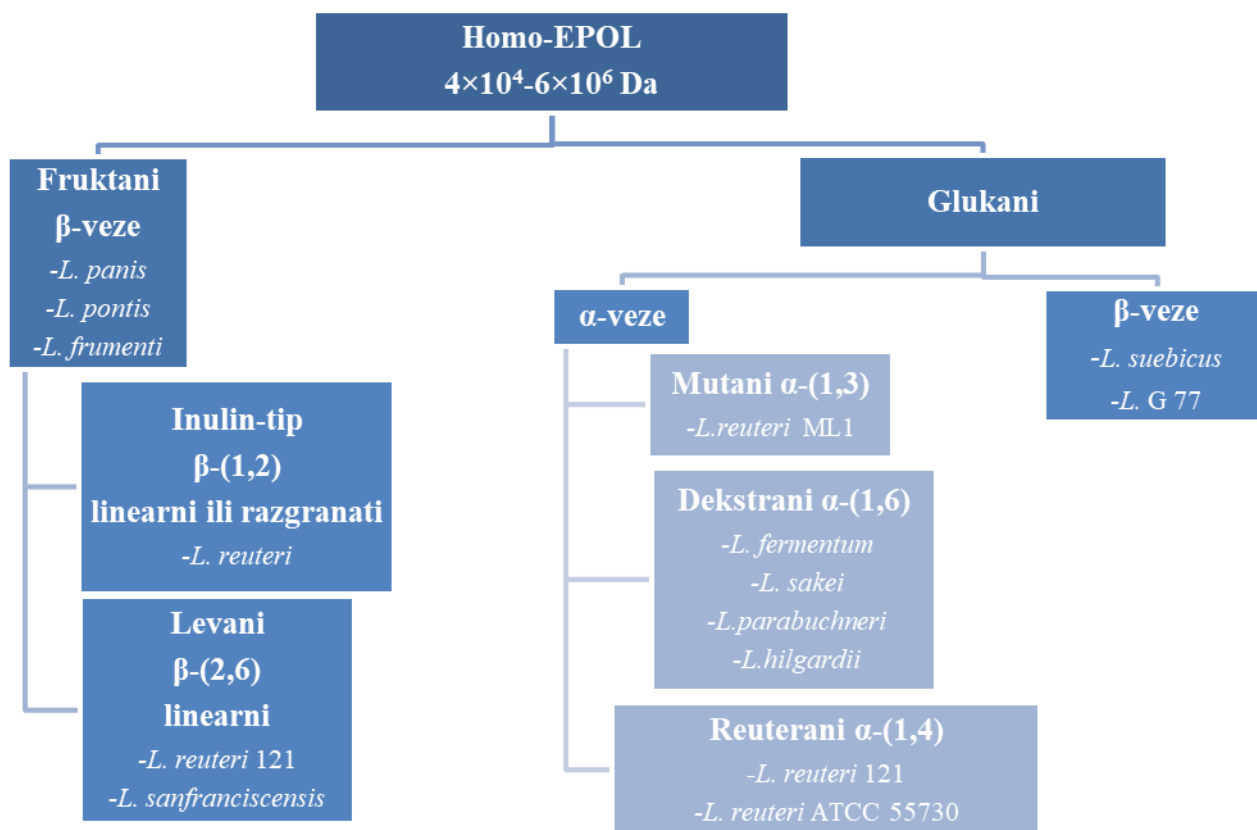 Homo-EPOL
4×10⁴-6×10⁶ Da
Fruktani
β-veze
-L. panis
-L. pontis
-L. frumenti
Inulin-tip
β-(1,2)
linearni ili razgranati
-L. reuteri
Levani
β-(2,6)
linearni
-L. reuteri 121
-L. sanfranciscensis
Glukani
α-veze
Mutani α-(1,3)
-L.reuteri ML1
Dekstrani α-(1,6)
-L. fermentum
-L. sakei
-L.parabuchneri
-L.hilgardii
Reuterani α-(1,4)
-L. reuteri 121
-L. reuteri ATCC 55730
β-veze
-L. suebicus
-L. G 77